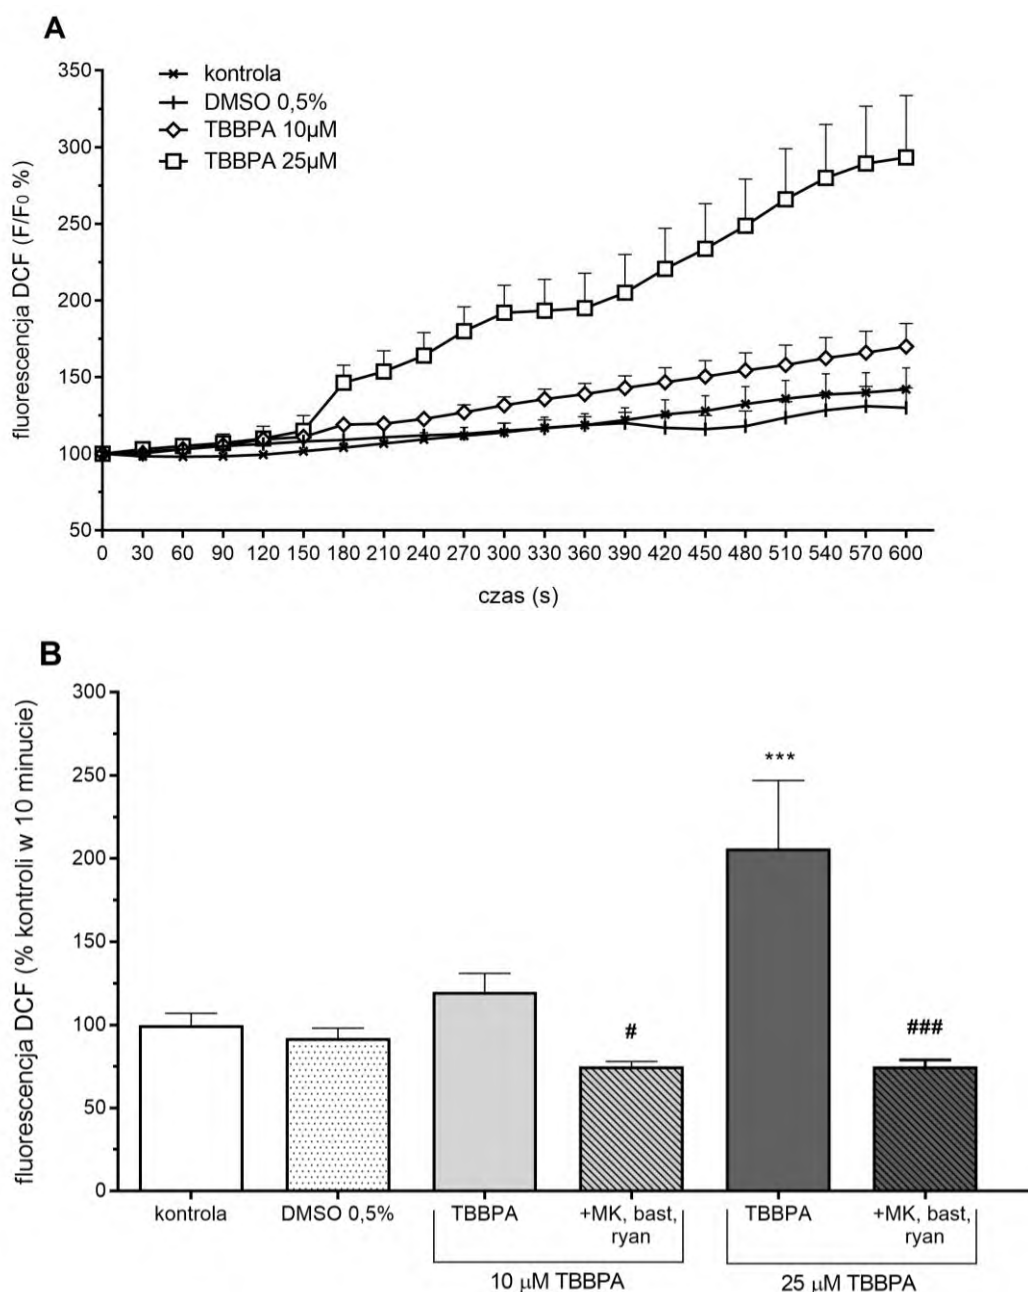 A
350
300
250
200
150
100
50
fluorescencja DCF (F/F0 %)
kontrola
DMSO 0,5%
TBBPA 10µM
TBBPA 25µM
0 30 60 90 120 150 180 210 240 270 300 330 360 390 420 450 480 510 540 570 600
czas (s)
B
300
250
200
150
100
50
0
fluorescencja DCF (% kontroli w 10 minucie)
#
***
###
kontrola DMSO 0,5% TBBPA +MK, bast, TBBPA +MK, bast,
ryan ryan
10 µM TBBPA 25 µM TBBPA